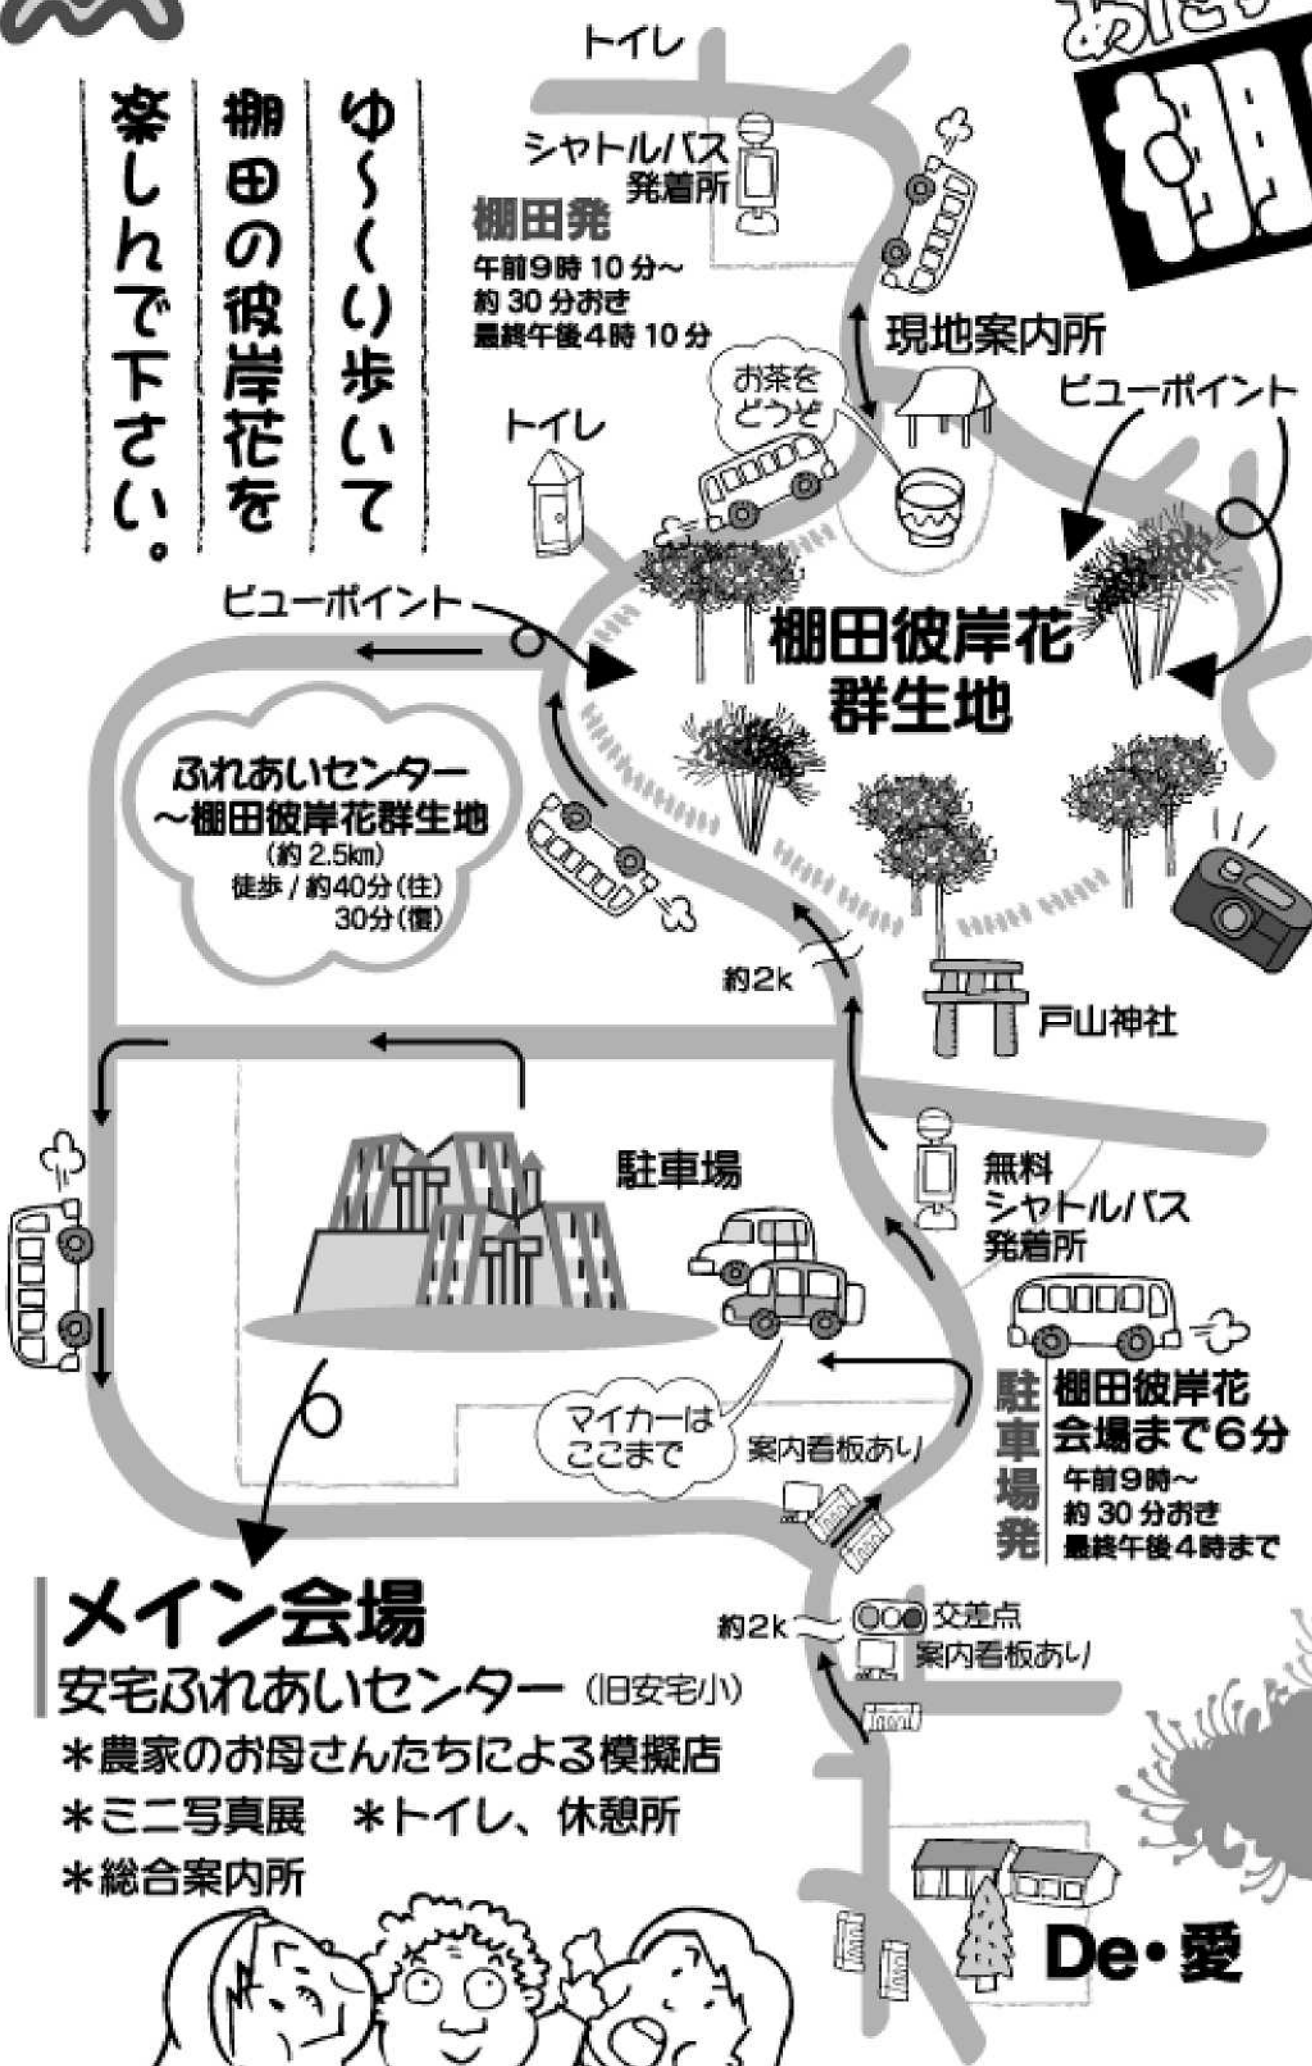 あだ
棚
ゆ～くり歩いて
棚田の彼岸花を
楽しんで下さい。
トイレ
シャトルバス
発着所
棚田発
午前9時10分～
約30分おき
最終午後4時10分
現地案内所
お茶を
どうぞ
ビューポイント
トイレ
ビューポイント
棚田彼岸花
群生地
ふれあいセンター
～棚田彼岸花群生地
(約2.5km)
徒歩/約40分(往)
30分(復)
約2k
戸山神社
駐車場
無料
シャトルバス
発着所
マイカーは
ここまで
案内看板あり
駐車場発
棚田彼岸花
会場まで6分
午前9時～
約30分おき
最終午後4時まで
メイン会場
安宅ふれあいセンター（旧安宅小）
＊農家のお母さんたちによる模擬店
＊ミニ写真展　＊トイレ、休憩所
＊総合案内所
約2k
交差点
案内看板あり
De・愛